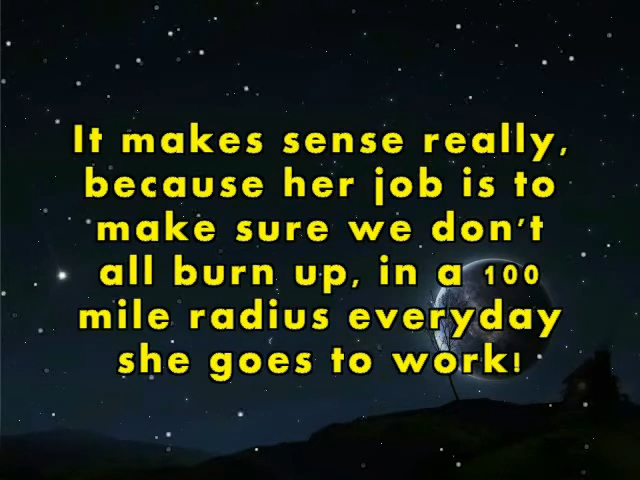 It makes sense really,
because her job is to
make sure we don't
all burn up, in a 100
mile radius everyday
she goes to work!